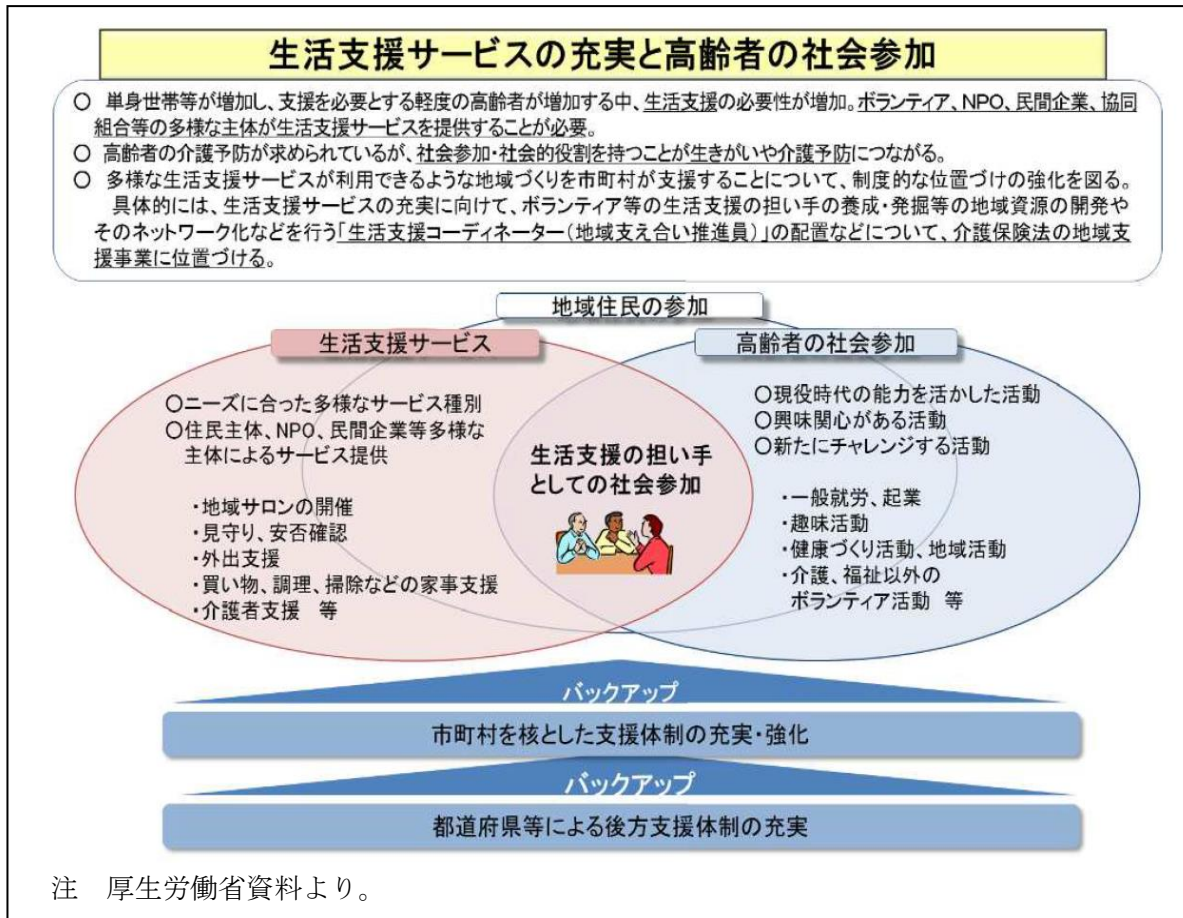 生活支援サービスの充実と高齢者の社会参加
○ 単身世帯等が増加し、支援を必要とする軽度の高齢者が増加する中、生活支援の必要性が増加。ボランティア、NPO、民間企業、協同
組合等の多様な主体が生活支援サービスを提供することが必要。
○ 高齢者の介護予防が求められているが、社会参加・社会的役割を持つことが生きがいや介護予防につながる。
○ 多様な生活支援サービスが利用できるような地域づくりを市町村が支援することについて、制度的な位置づけの強化を図る。
具体的には、生活支援サービスの充実に向けて、ボランティア等の生活支援の担い手の養成・発掘等の地域資源の開発や
そのネットワーク化などを行う「生活支援コーディネーター(地域支え合い推進員)」の配置などについて、介護保険法の地域支
援事業に位置づける。
地域住民の参加
生活支援サービス
○ニーズに合った多様なサービス種別
○住民主体、NPO、民間企業等多様な
主体によるサービス提供
・地域サロンの開催
・見守り、安否確認
・外出支援
・買い物、調理、掃除などの家事支援
・介護者支援 等
生活支援の担い手
としての社会参加
高齢者の社会参加
○現役時代の能力を活かした活動
○興味関心がある活動
○新たにチャレンジする活動
・一般就労、起業
・趣味活動
・健康づくり活動、地域活動
・介護、福祉以外の
ボランティア活動 等
バックアップ
市町村を核とした支援体制の充実・強化
バックアップ
都道府県等による後方支援体制の充実
注 厚生労働省資料より。